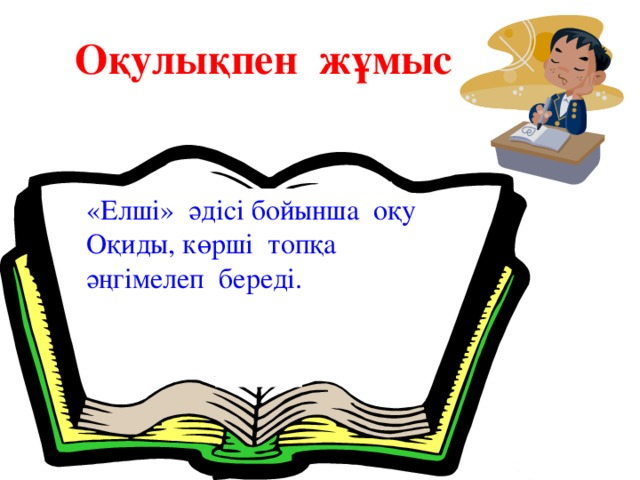 Оқулықпен жұмыс
«Елші» әдісі бойынша оқу
Оқиды, көрші топқа
әңгімелеп береді.